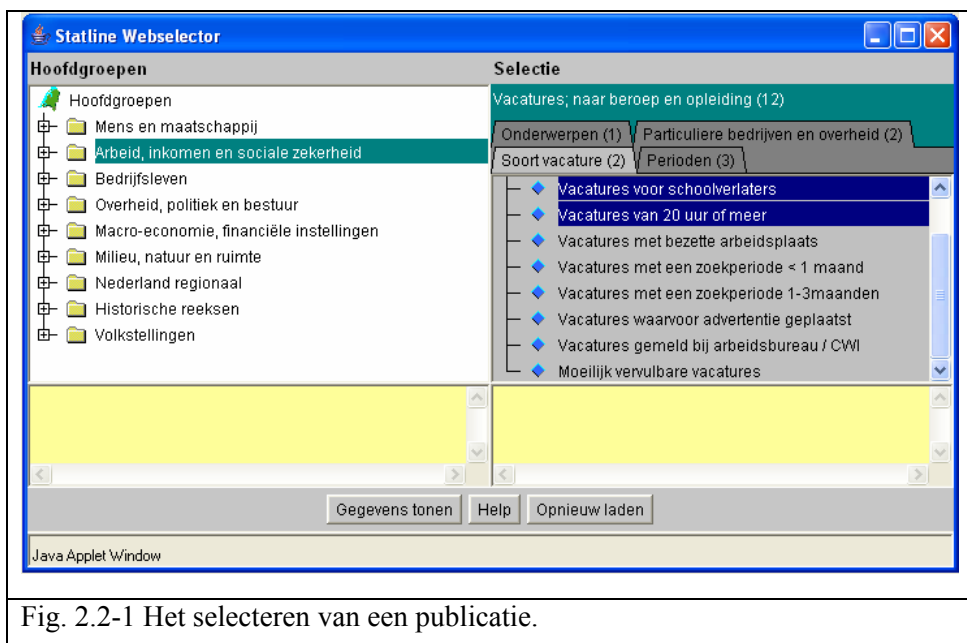 Statline Webselector
Hoofdgroepen
Hoofdgroepen
Mens en maatschappij
Arbeid, inkomen en sociale zekerheid
Bedrijfsleven
Overheid, politiek en bestuur
Macro-economie, financiële instellingen
Milieu, natuur en ruimte
Nederland regionaal
Historische reeksen
Volkstellingen
Selectie
Vacatures; naar beroep en opleiding (12)
Onderwerpen (1) Particuliere bedrijven en overheid (2)
Soort vacature (2) Perioden (3)
Vacatures voor schoolverlaters
Vacatures van 20 uur of meer
Vacatures met bezette arbeidsplaats
Vacatures met een zoekperiode < 1 maand
Vacatures met een zoekperiode 1-3maanden
Vacatures waarvoor advertentie geplaatst
Vacatures gemeld bij arbeidsbureau / CWI
Moeilijk vervulbare vacatures
Gegevens tonen Help Opnieuw laden
Java Applet Window
Fig. 2.2-1 Het selecteren van een publicatie.